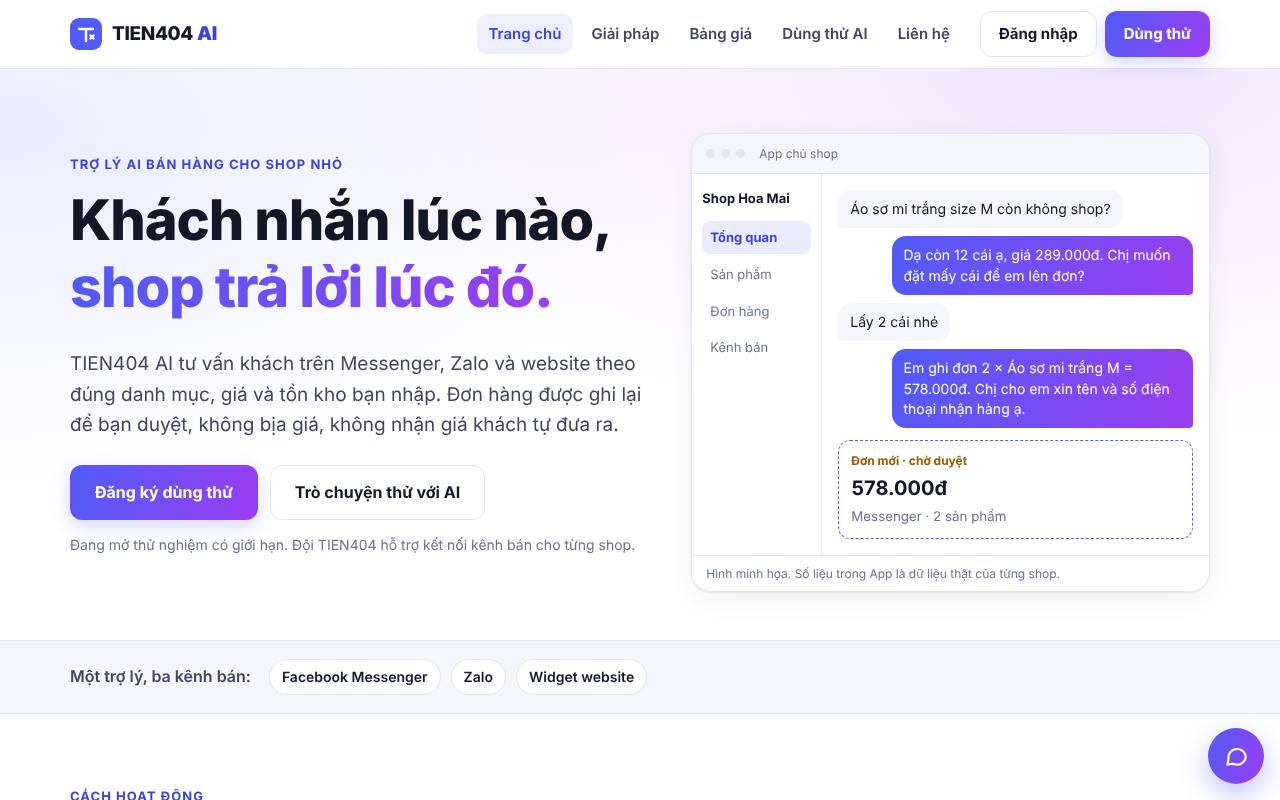 TIEN404 AI
Trang chủ
Giải pháp
Bảng giá
Dùng thử AI
Liên hệ
Đăng nhập
Dùng thử
TRỢ LÝ AI BÁN HÀNG CHO SHOP NHỎ
Khách nhắn lúc nào,
shop trả lời lúc đó.
TIEN404 AI tư vấn khách trên Messenger, Zalo và website theo
đúng danh mục, giá và tồn kho bạn nhập. Đơn hàng được ghi lại
để bạn duyệt, không bịa giá, không nhận giá khách tự đưa ra.
Đăng ký dùng thử
Trò chuyện thử với AI
Đang mở thử nghiệm có giới hạn. Đội TIEN404 hỗ trợ kết nối kênh bán cho từng shop.
App chủ shop
Shop Hoa Mai
Tổng quan
Sản phẩm
Đơn hàng
Kênh bán
Áo sơ mi trắng size M còn không shop?
Dạ còn 12 cái ạ, giá 289.000đ. Chị muốn
đặt mấy cái để em lên đơn?
Lấy 2 cái nhé
Em ghi đơn 2 × Áo sơ mi trắng M =
578.000đ. Chị cho em xin tên và số điện
thoại nhận hàng ạ.
Đơn mới · chờ duyệt
578.000đ
Messenger · 2 sản phẩm
Hình minh họa. Số liệu trong App là dữ liệu thật của từng shop.
Một trợ lý, ba kênh bán:
Facebook Messenger
Zalo
Widget website
CÁCH HOẠT ĐỘNG